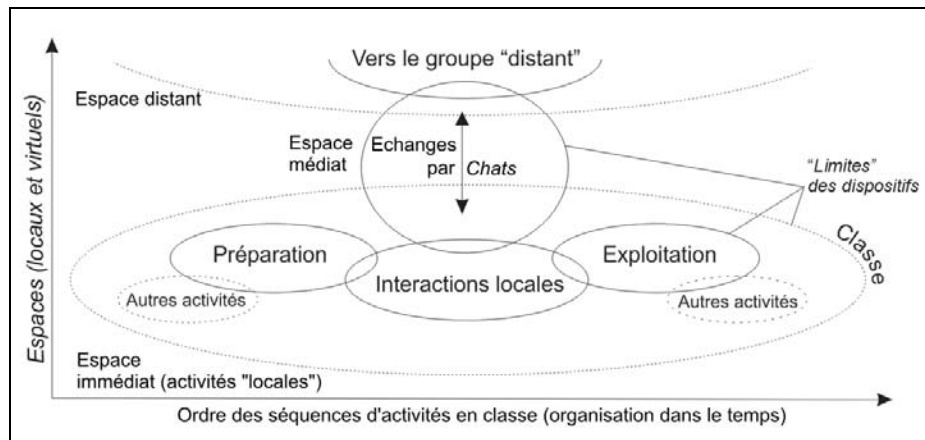 Vers le groupe “distant”
Espace distant
Espace
médiat
Echanges
par
Chats
“Limites”
des dispositifs
Classe
Préparation
Exploitation
Interactions locales
Autres activités
Autres activités
Espace
immédiat (activités "locales")
Espaces (locaux et virtuels)
Ordre des séquences d'activités en classe (organisation dans le temps)